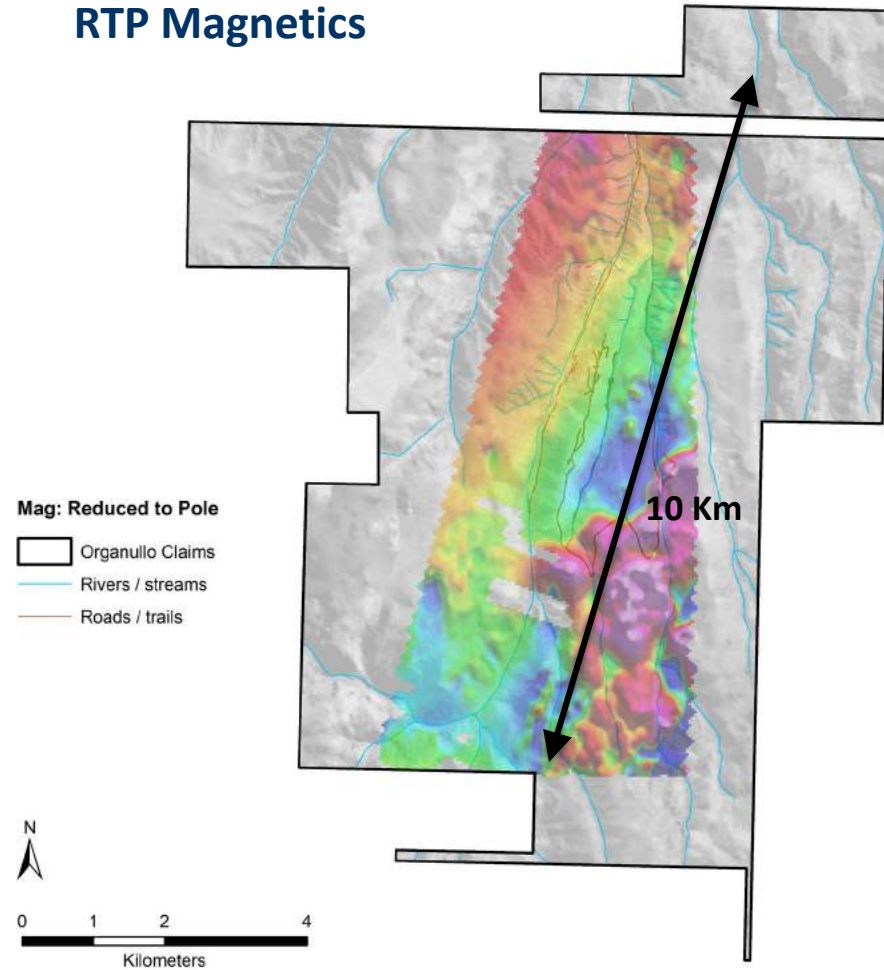 RTP Magnetics
10 Km
Mag: Reduced to Pole
Organullo Claims
Rivers / streams
Roads / trails
N
0 1 2 4
Kilometers